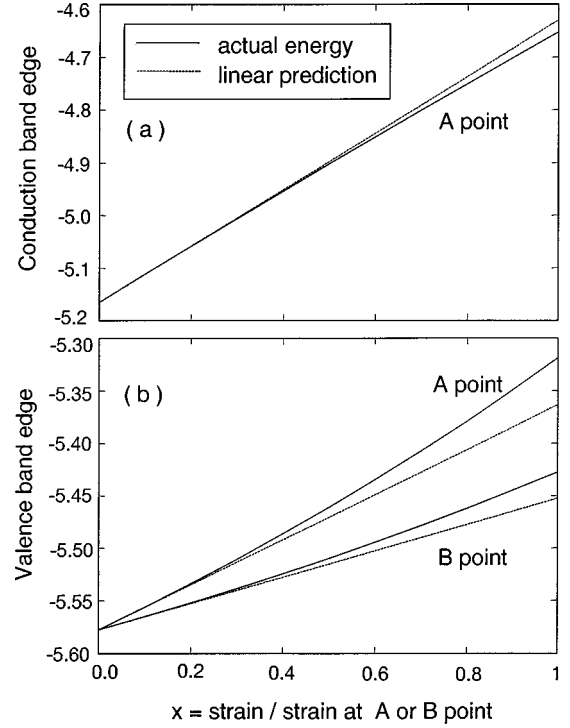 -4.6
actual energy
linear prediction
-4.7
-4.8
( a )
A point
-4.9
-5.0
-5.1
-5.2
Conduction band edge
-5.30
( b )
A point
-5.35
-5.40
-5.45
-5.50
B point
-5.55
-5.60
Valence band edge
0.0 0.2 0.4 0.6 0.8 1
x = strain / strain at A or B point